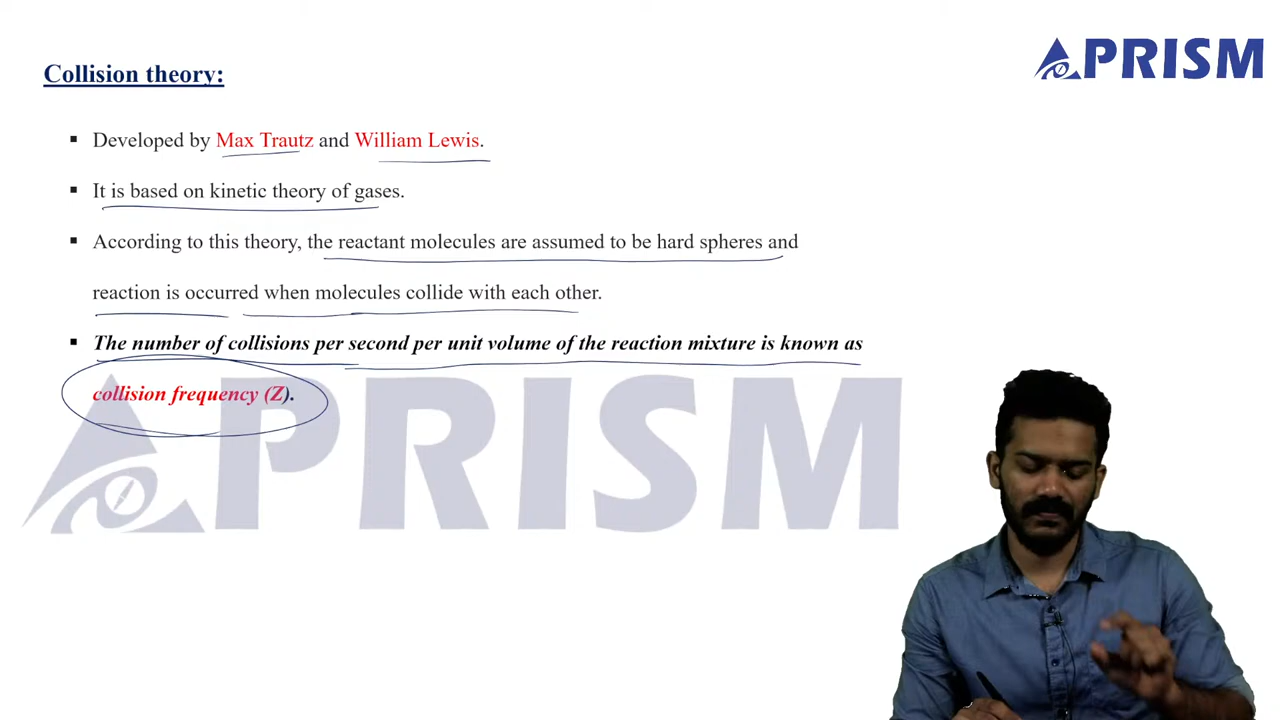 Collision theory:
PRISM
▪ Developed by Max Trautz and William Lewis.
▪ It is based on kinetic theory of gases.
▪ According to this theory, the reactant molecules are assumed to be hard spheres and
reaction is occurred when molecules collide with each other.
▪ The number of collisions per second per unit volume of the reaction mixture is known as
collision frequency (Z).
PRISM